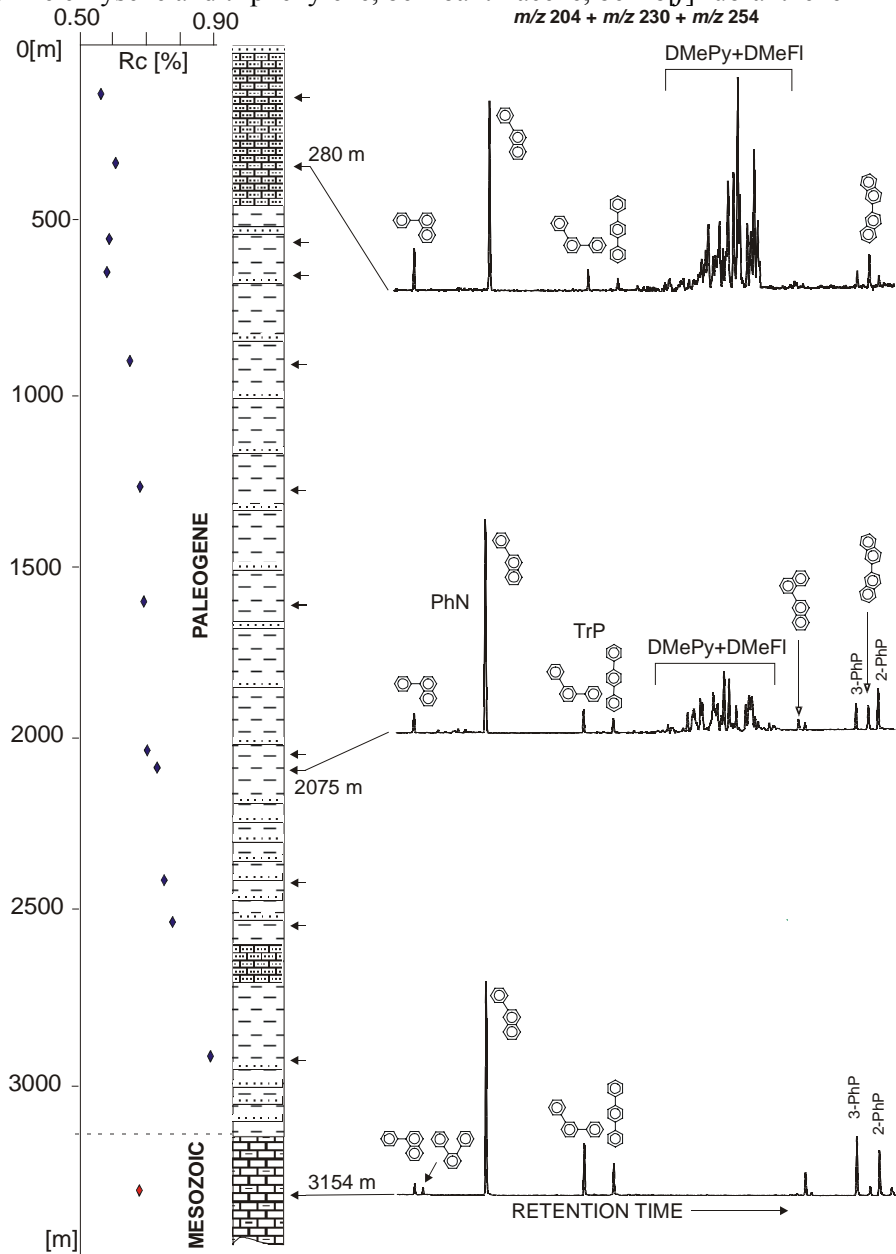 m/z 204 + m/z 230 + m/z 254
0.50 0.90
0[m]
Rc [%]
DMePy+DMeFl
280 m
500
1000
1500
PALEOGENE
PhN
TrP
DMePy+DMeFl
3-PhP
2-PhP
2000
2075 m
2500
3000
3-PhP
2-PhP
MESOZOIC
3154 m
RETENTION TIME
[m]